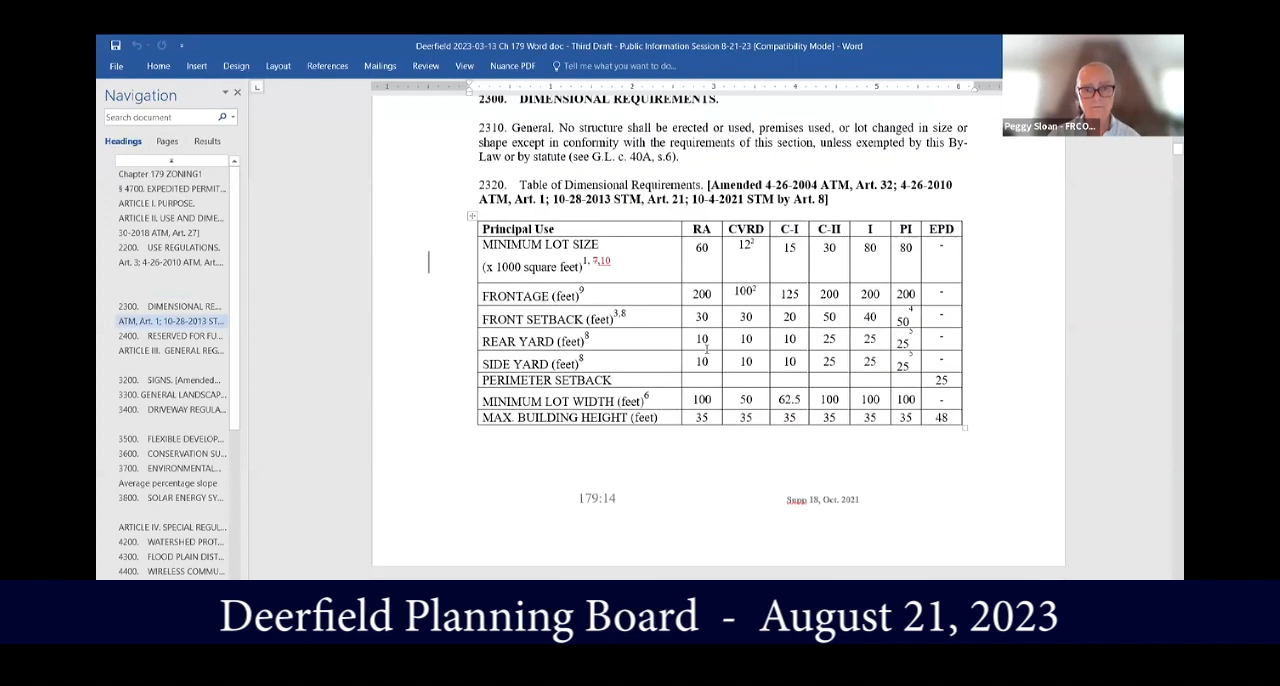 Deerfield 2023-03-13 Ch 179 Word doc - Third Draft - Public Information Session 8-21-23 [Compatibility Mode] - Word
File Home Insert Design Layout References Mailings Review View Nuance PDF Tell me what you want to do...
Navigation
Search document
Headings Pages Results
Chapter 179 ZONING1
§ 4700. EXPEDITED PERMIT...
ARTICLE I. PURPOSE.
ARTICLE II. USE AND DIME...
30-2018 ATM, Art. 27]
2200. USE REGULATIONS.
Art. 3; 4-26-2010 ATM, Art....
2300. DIMENSIONAL RE...
ATM, Art. 1; 10-28-2013 ST...
2400. RESERVED FOR FU...
ARTICLE III. GENERAL REG...
3200. SIGNS. [Amended...
3300. GENERAL LANDSCAP...
3400. DRIVEWAY REGULA...
3500. FLEXIBLE DEVELOP...
3600. CONSERVATION SU...
3700. ENVIRONMENTAL...
Average percentage slope
3800. SOLAR ENERGY SY...
ARTICLE IV. SPECIAL REGUL...
4200. WATERSHED PROT...
4300. FLOOD PLAIN DIST...
4400. WIRELESS COMMU...
2300. DIMENSIONAL REQUIREMENTS.
2310. General. No structure shall be erected or used, premises used, or lot changed in size or
shape except in conformity with the requirements of this section, unless exempted by this By-
Law or by statute (see G.L. c. 40A, s.6).
2320. Table of Dimensional Requirements. [Amended 4-26-2004 ATM, Art. 32; 4-26-2010
ATM, Art. 1; 10-28-2013 STM, Art. 21; 10-4-2021 STM by Art. 8]
Principal Use RA CVRD C-I C-II I PI EPD
MINIMUM LOT SIZE 60 12² 15 30 80 80 -
(x 1000 square feet)1, 7,10
FRONTAGE (feet)9 200 100² 125 200 200 200 -
FRONT SETBACK (feet)3,8 30 30 20 50 40 50 4 -
REAR YARD (feet)8 10 10 10 25 25 25 5 -
SIDE YARD (feet)8 10 10 10 25 25 25 5 -
PERIMETER SETBACK 25
MINIMUM LOT WIDTH (feet)6 100 50 62.5 100 100 100 -
MAX. BUILDING HEIGHT (feet) 35 35 35 35 35 35 48
179:14 Supp 18, Oct. 2021
Peggy Sloan - FRCO...
Deerfield Planning Board - August 21, 2023